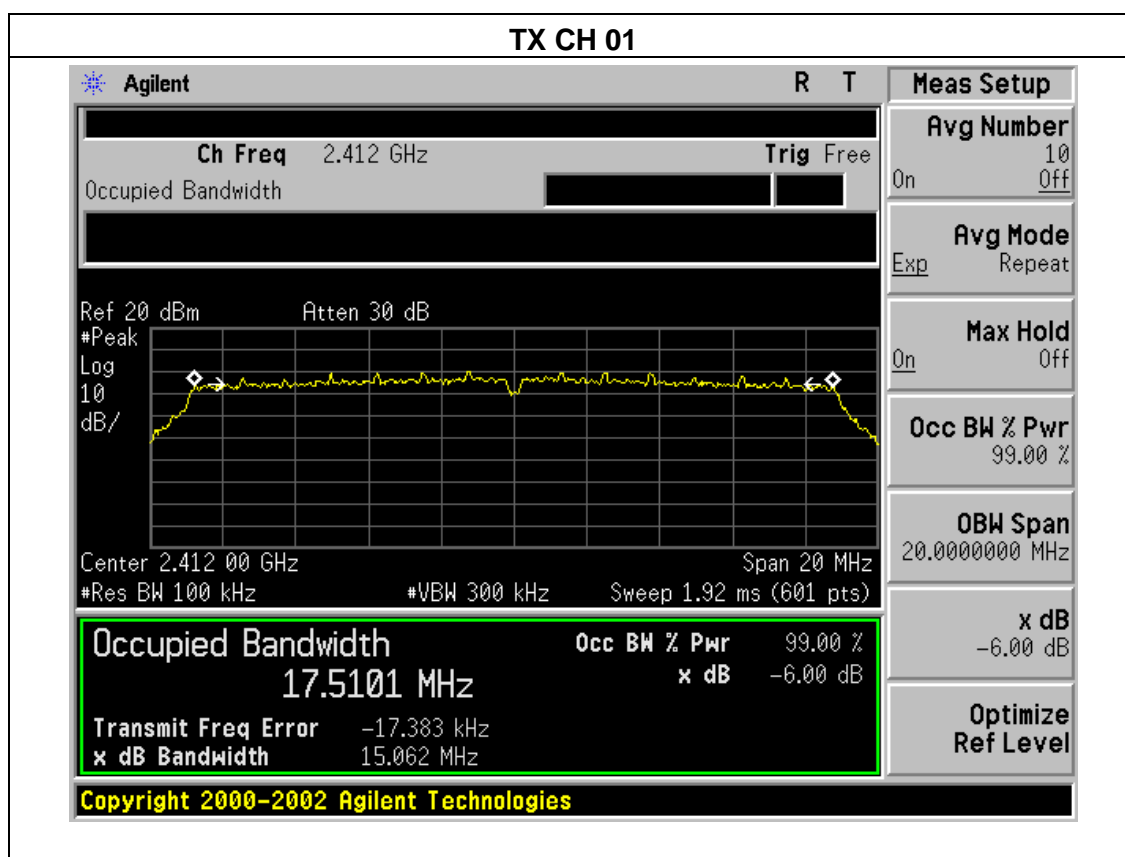 TX CH 01
Agilent R T
Ch Freq 2.412 GHz Trig Free
Occupied Bandwidth
Ref 20 dBm Atten 30 dB
#Peak
Log
10
dB/
Center 2.412 00 GHz Span 20 MHz
#Res BW 100 kHz #VBW 300 kHz Sweep 1.92 ms (601 pts)
Occupied Bandwidth Occ BW % Pwr 99.00 %
17.5101 MHz x dB -6.00 dB
Transmit Freq Error -17.383 kHz
x dB Bandwidth 15.062 MHz
Copyright 2000-2002 Agilent Technologies
Meas Setup
Avg Number
10
On Off
Avg Mode
Exp Repeat
Max Hold
On Off
Occ BW % Pwr
99.00 %
OBW Span
20.0000000 MHz
x dB
-6.00 dB
Optimize
Ref Level